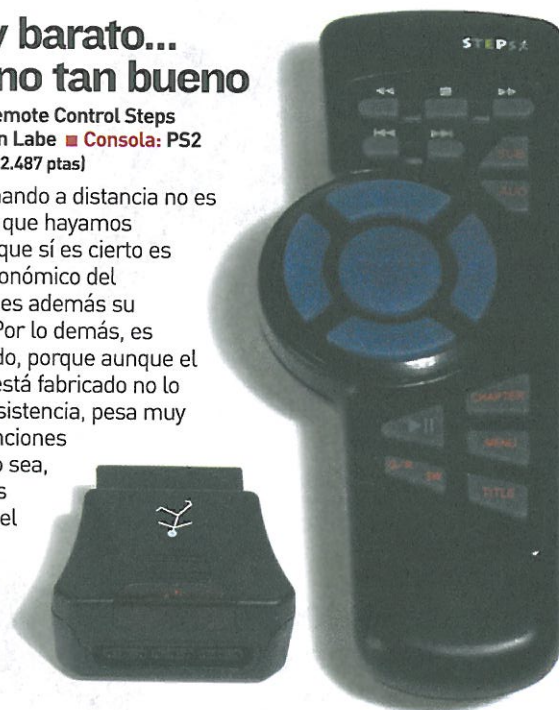 y barato...
no tan bueno
emote Control Steps
n Labe ■ Consola: PS2
2.487 ptas)
nando a distancia no es
que hayamos
que sí es cierto es
onómico del
es además su
Por lo demás, es
do, porque aunque el
está fabricado no lo
sistencia, pesa muy
nciones
o sea,
s
el
STEPS
SUB
AUDIO
CHAPTER
MENU
TITLE